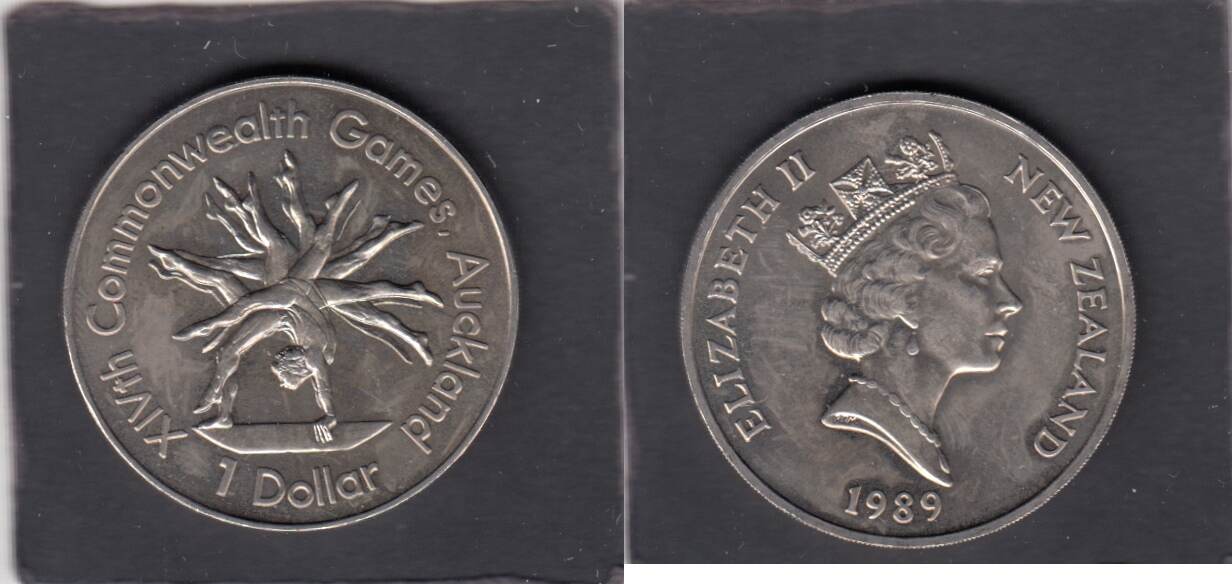 XIVth Commonwealth Games, Auckland
1 Dollar
ELIZABETH II
NEW ZEALAND
1989